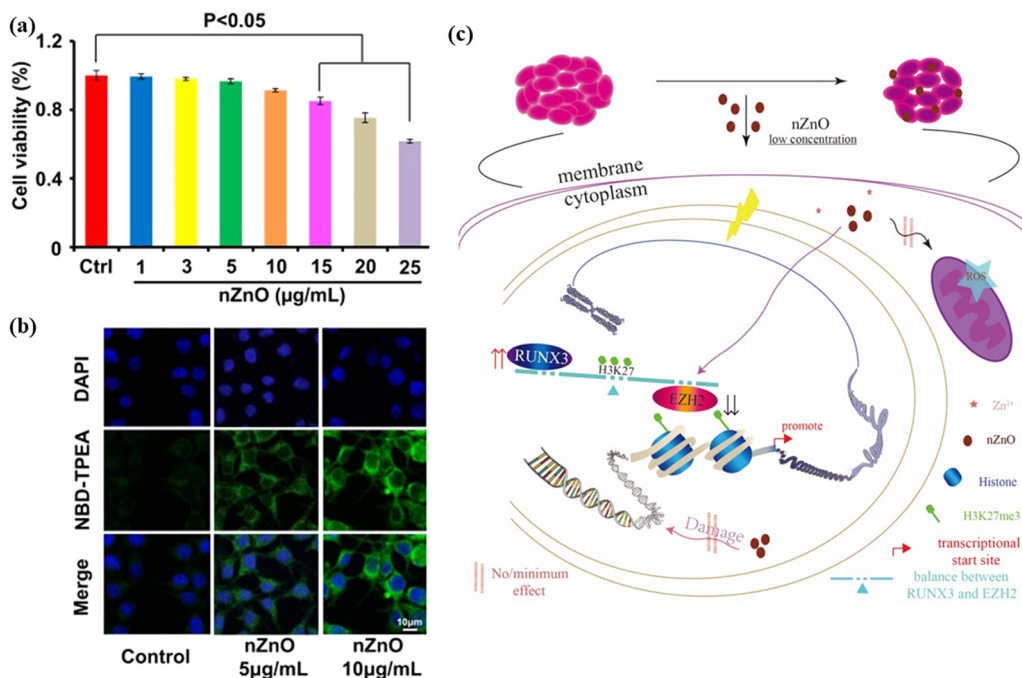 (a)
P<0.05
1.2
0.8
0.4
0
Cell viability (%)
Ctrl 1 3 5 10 15 20 25
nZnO (μg/mL)
(b)
DAPI
NBD-TPEA
Merge
10μm
Control
nZnO
5μg/mL
nZnO
10μg/mL
(c)
nZnO
low concentration
membrane
cytoplasm
ROS
RUNX3
H3K27
EZH2
promote
Damage
No/minimum
effect
Zn²⁺
nZnO
Histone
H3K27me3
transcriptional
start site
balance between
RUNX3 and EZH2